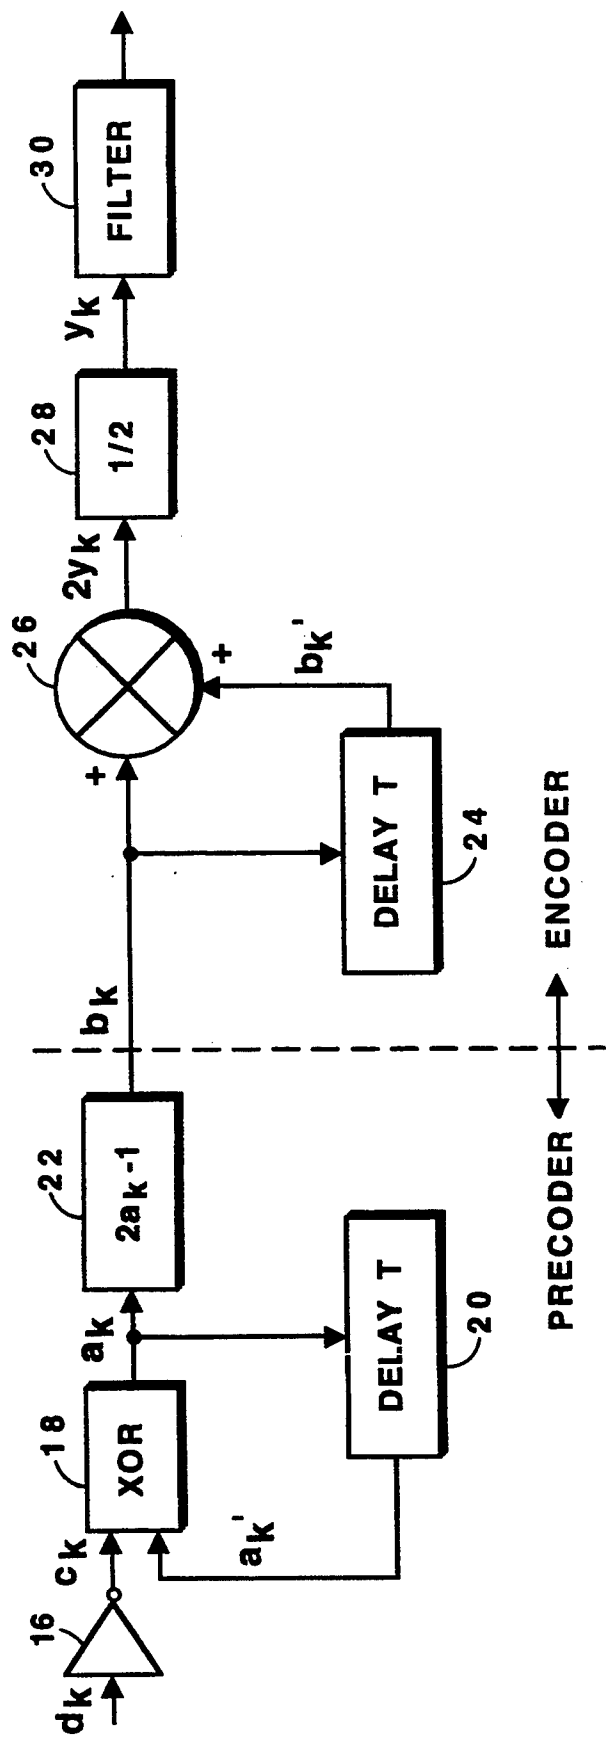 dk
16
ck
XOR
18
ak'
ak
DELAY T
20
2ak-1
22
PRECODER
ENCODER
bk
DELAY T
24
bk'
+
+
26
2yk
1/2
28
yk
FILTER
30